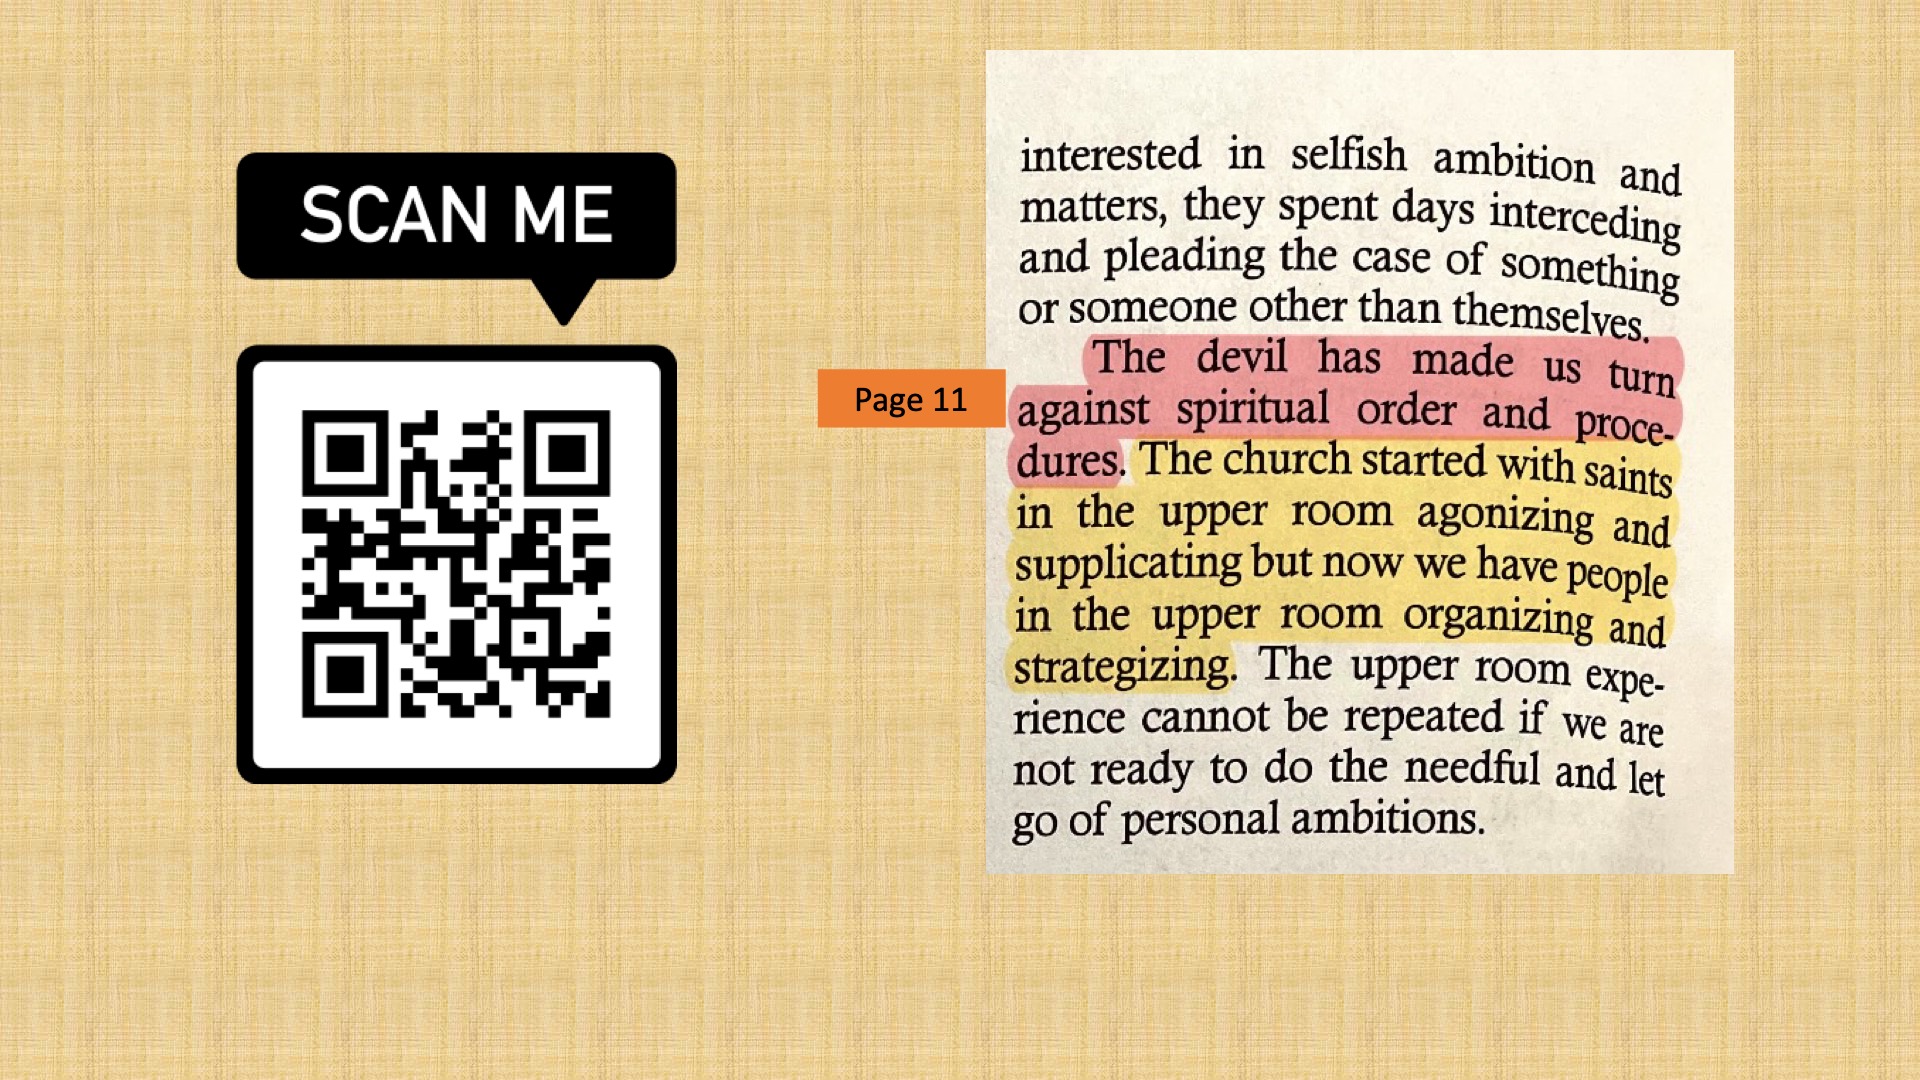 SCAN ME
Page 11
interested in selfish ambition and
matters, they spent days interceding
and pleading the case of something
or someone other than themselves.
The devil has made us turn
against spiritual order and proce-
dures. The church started with saints
in the upper room agonizing and
supplicating but now we have people
in the upper room organizing and
strategizing. The upper room expe-
rience cannot be repeated if we are
not ready to do the needful and let
go of personal ambitions.